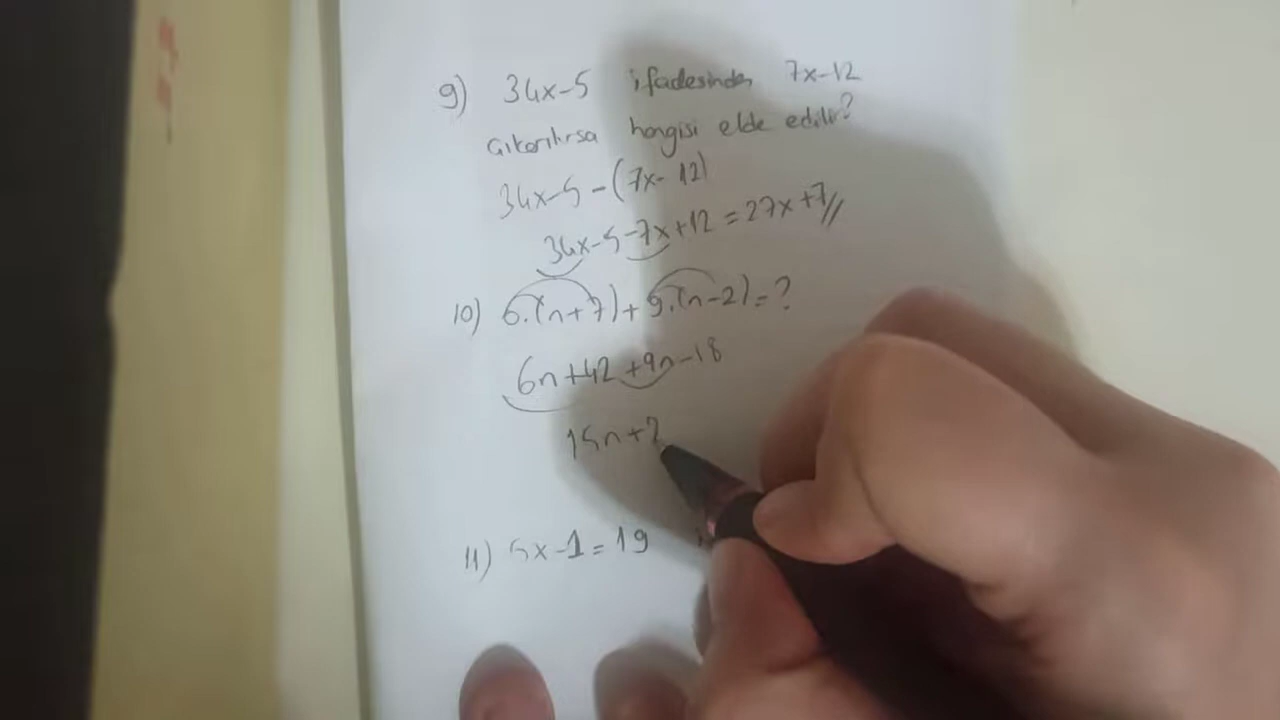 9) 34x-5 ifadesinden 7x-12
çıkarılırsa hangisi elde edilir?
34x-5-(7x-12)
34x-5-7x+12=27x+7//
10) 6.(n+7)+9.(n-2)=?
6n+42+9n-18
15n+2
11) 5x-1=19